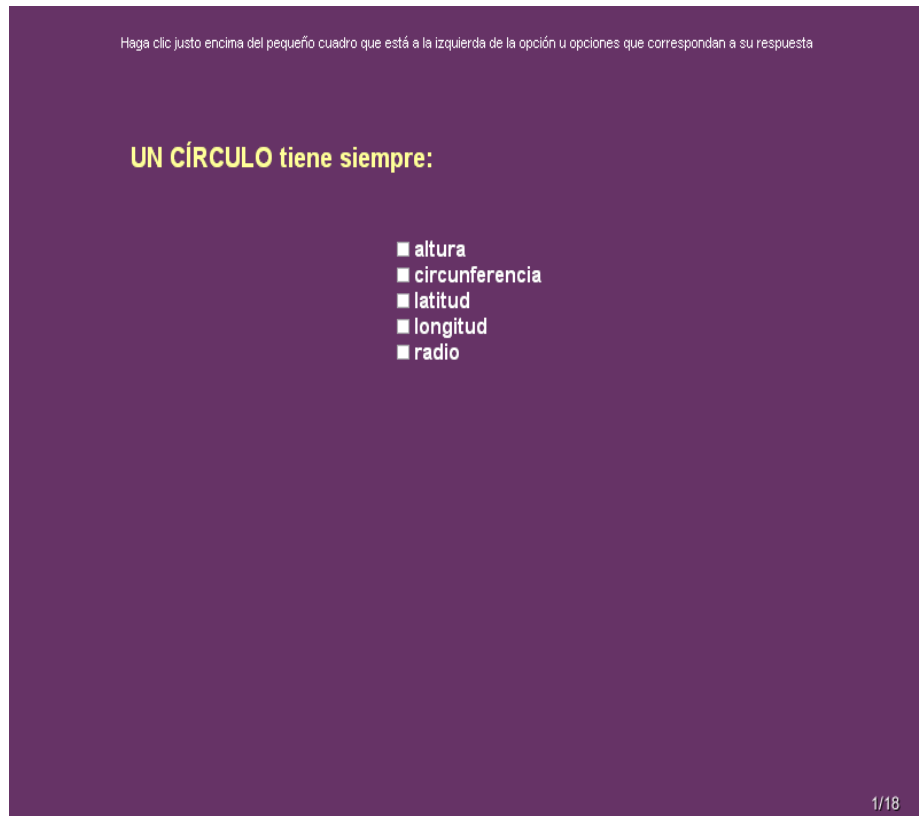 Haga clic justo encima del pequeño cuadro que está a la izquierda de la opción u opciones que correspondan a su respuesta
UN CÍRCULO tiene siempre:
altura
circunferencia
latitud
longitud
radio
1/18